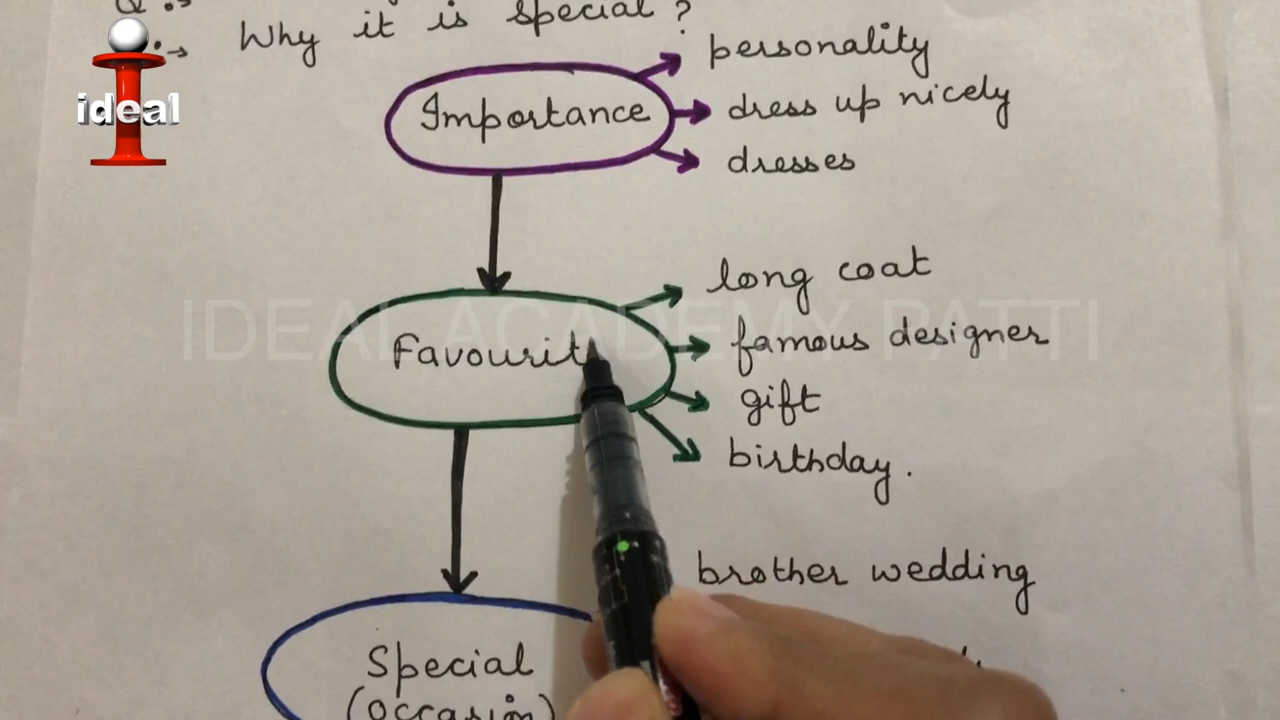 Why it is special?
ideal
Importance
personality
dress up nicely
dresses
IDEAL ACADEMY PATTI
Favourit
long coat
famous designer
gift
birthday.
brother wedding
Special
(occasion)